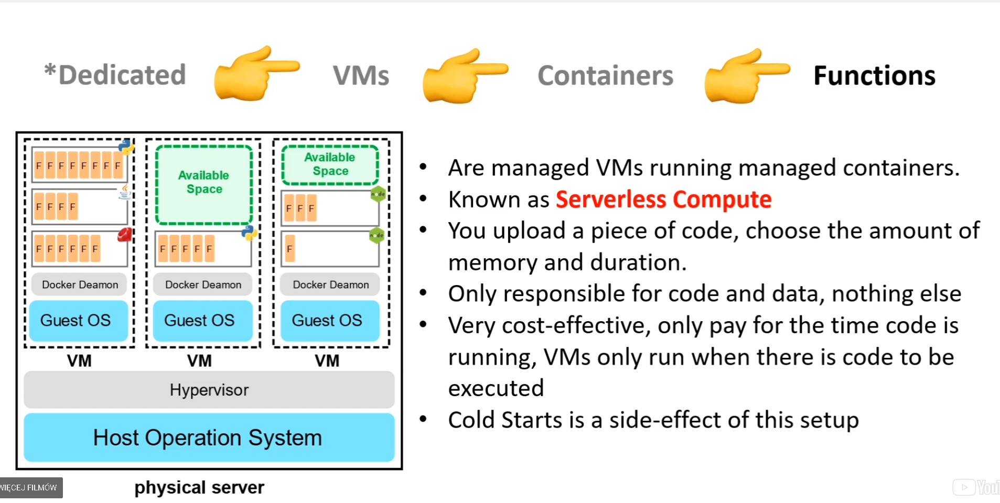 *Dedicated VMs Containers Functions
F F F F F F F F
F F F F
F F F F F F
Docker Deamon
Guest OS
VM
Available
Space
F F F F F
Docker Deamon
Guest OS
VM
Available
Space
node
F F F
node
F
Docker Deamon
Guest OS
VM
Hypervisor
Host Operation System
physical server
• Are managed VMs running managed containers.
• Known as Serverless Compute
• You upload a piece of code, choose the amount of
memory and duration.
• Only responsible for code and data, nothing else
• Very cost-effective, only pay for the time code is
running, VMs only run when there is code to be
executed
• Cold Starts is a side-effect of this setup
WIĘCEJ FILMÓW